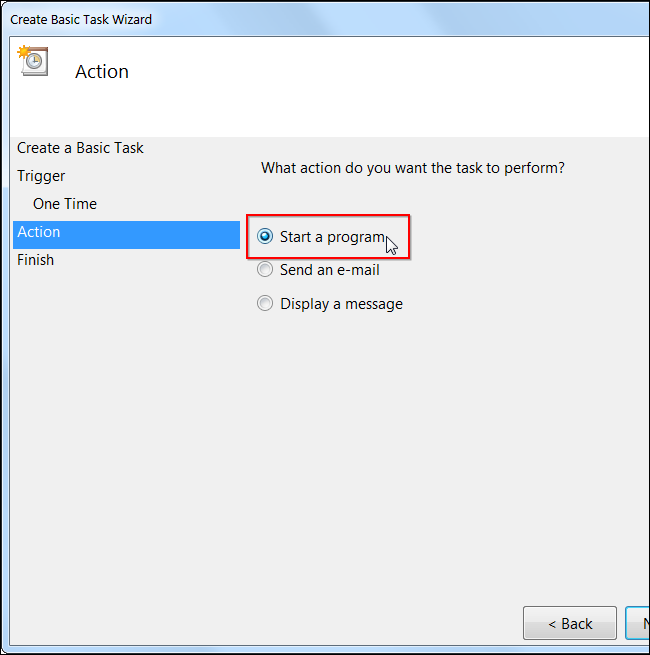 Create Basic Task Wizard
Action
Create a Basic Task
What action do you want the task to perform?
Trigger
One Time
Action
Start a program
Finish
Send an e-mail
Display a message
< Back